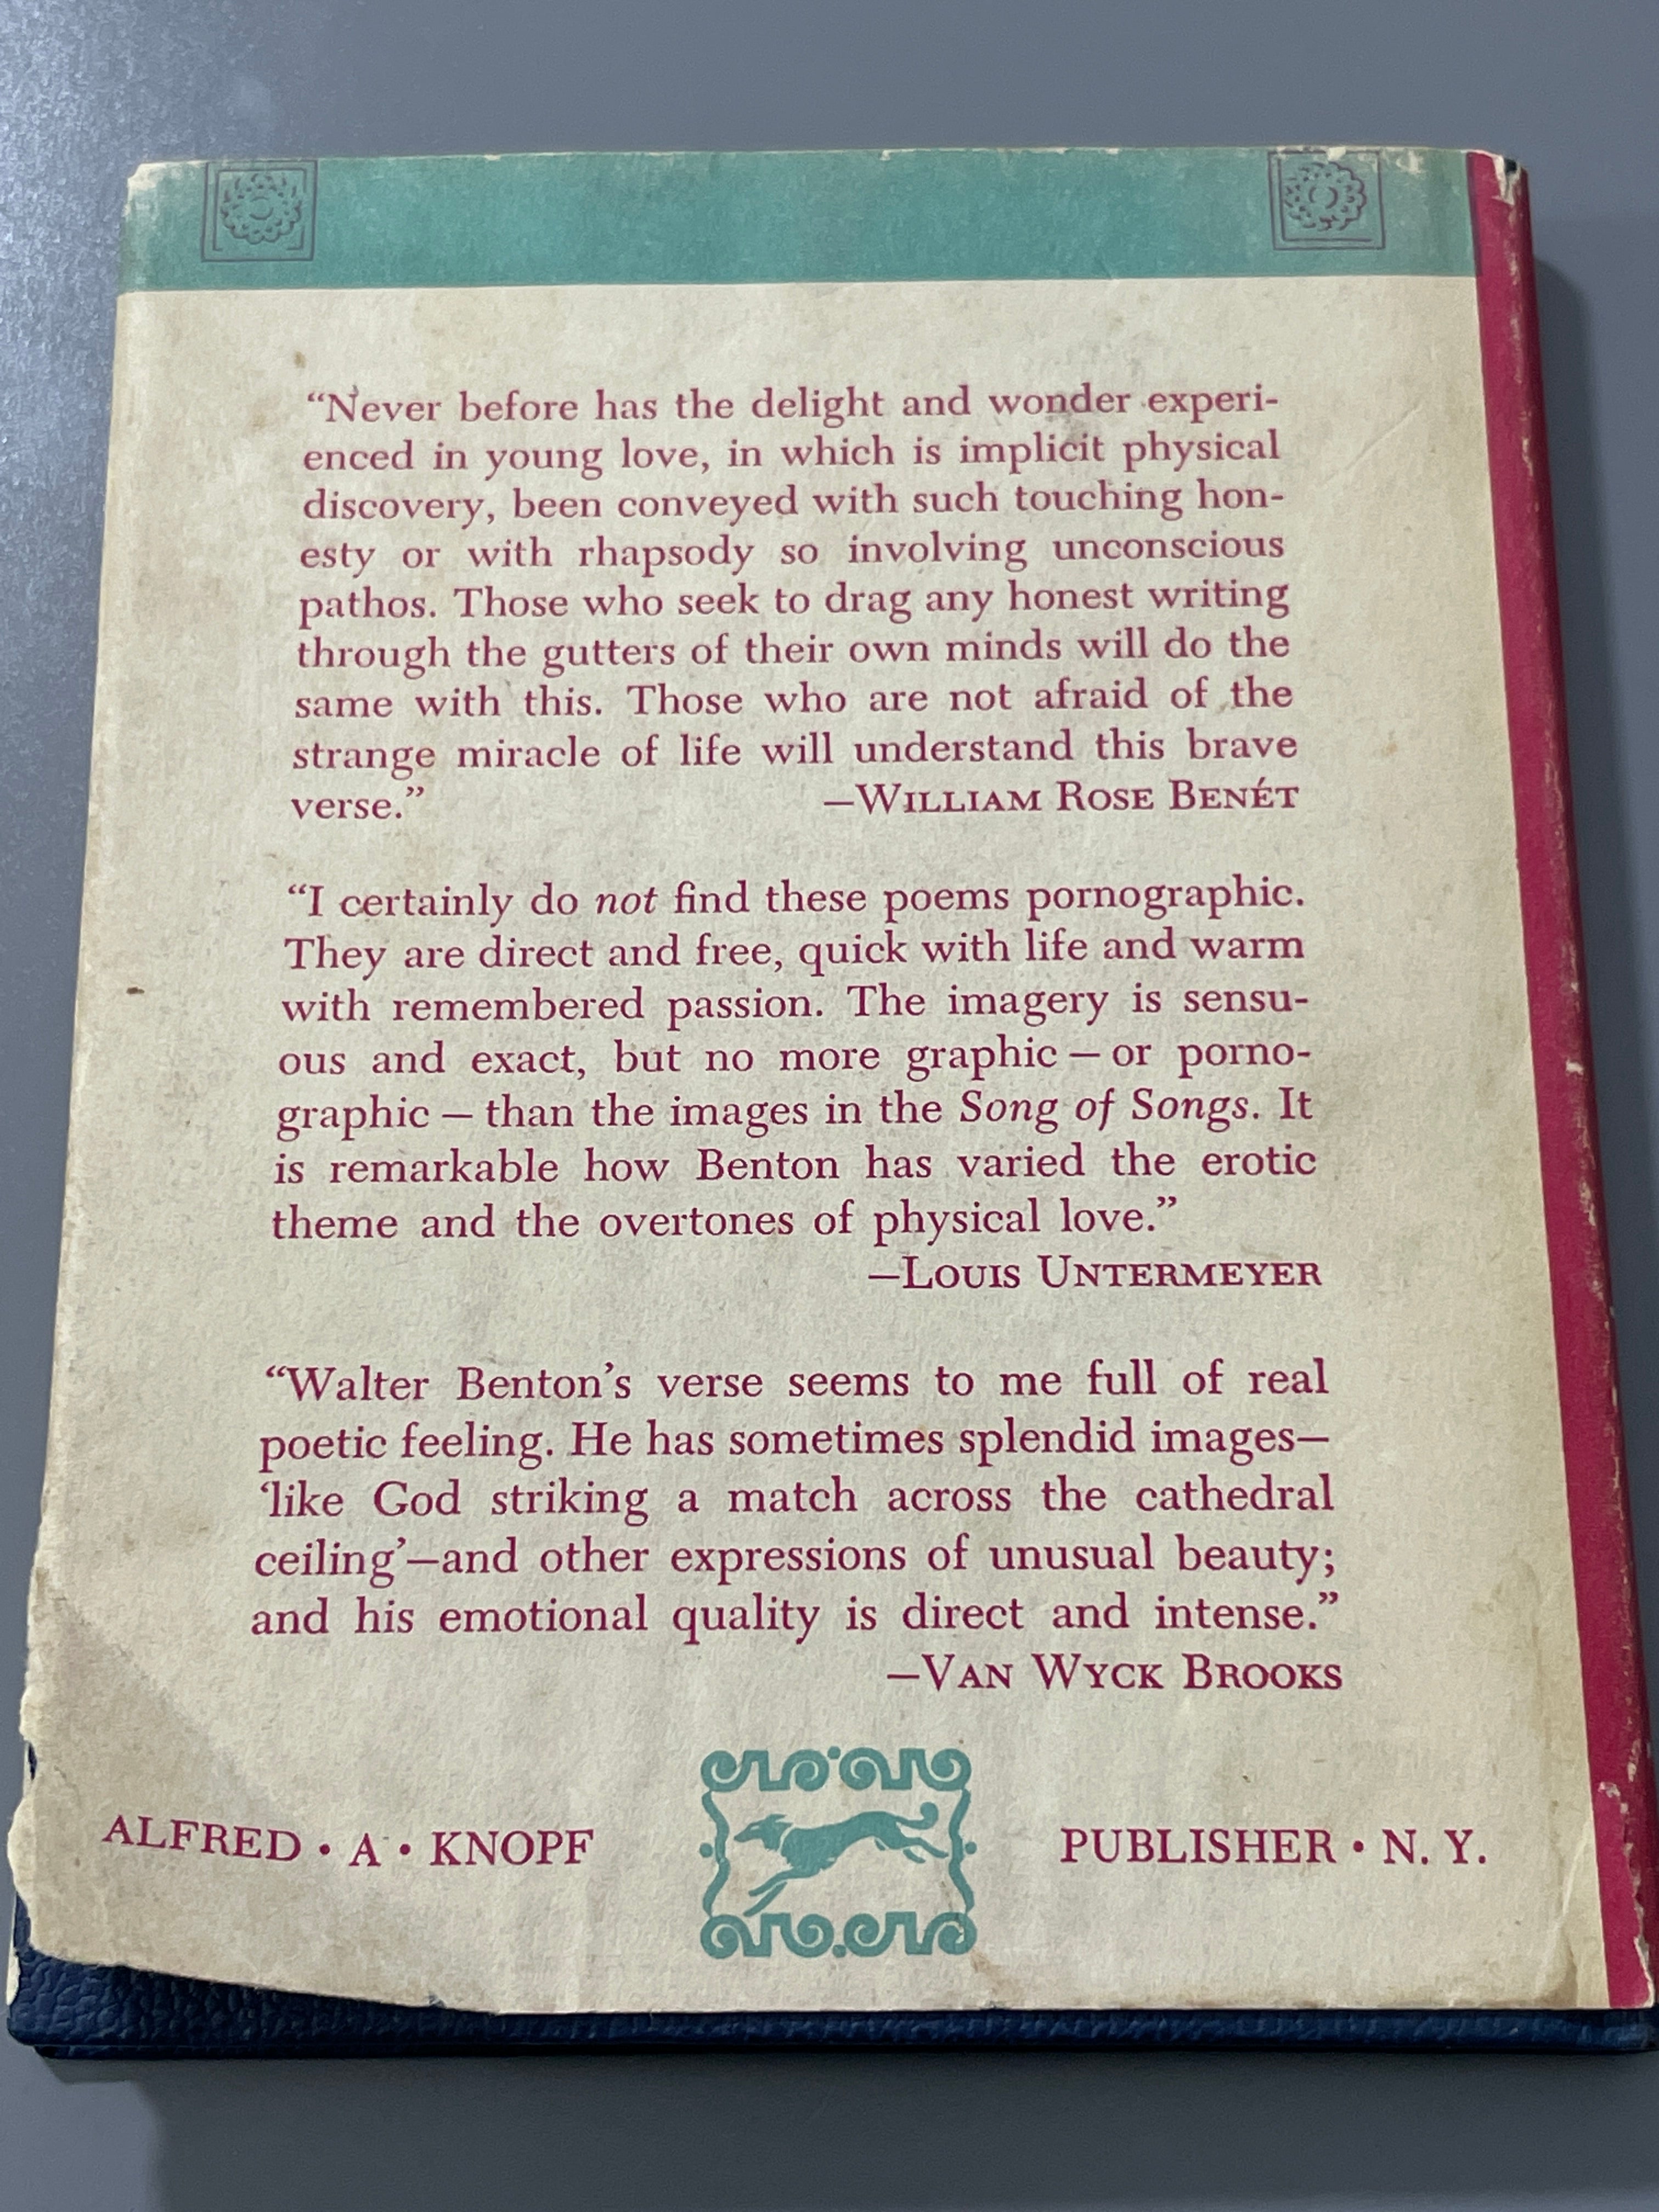 “Never before has the delight and wonder experi-
enced in young love, in which is implicit physical
discovery, been conveyed with such touching hon-
esty or with rhapsody so involving unconscious
pathos. Those who seek to drag any honest writing
through the gutters of their own minds will do the
same with this. Those who are not afraid of the
strange miracle of life will understand this brave
verse.” —WILLIAM ROSE BENÉT
“I certainly do not find these poems pornographic.
They are direct and free, quick with life and warm
with remembered passion. The imagery is sensu-
ous and exact, but no more graphic — or porno-
graphic — than the images in the Song of Songs. It
is remarkable how Benton has varied the erotic
theme and the overtones of physical love.”
—LOUIS UNTERMEYER
“Walter Benton’s verse seems to me full of real
poetic feeling. He has sometimes splendid images—
‘like God striking a match across the cathedral
ceiling’—and other expressions of unusual beauty;
and his emotional quality is direct and intense.”
—VAN WYCK BROOKS
ALFRED · A · KNOPF PUBLISHER · N. Y.